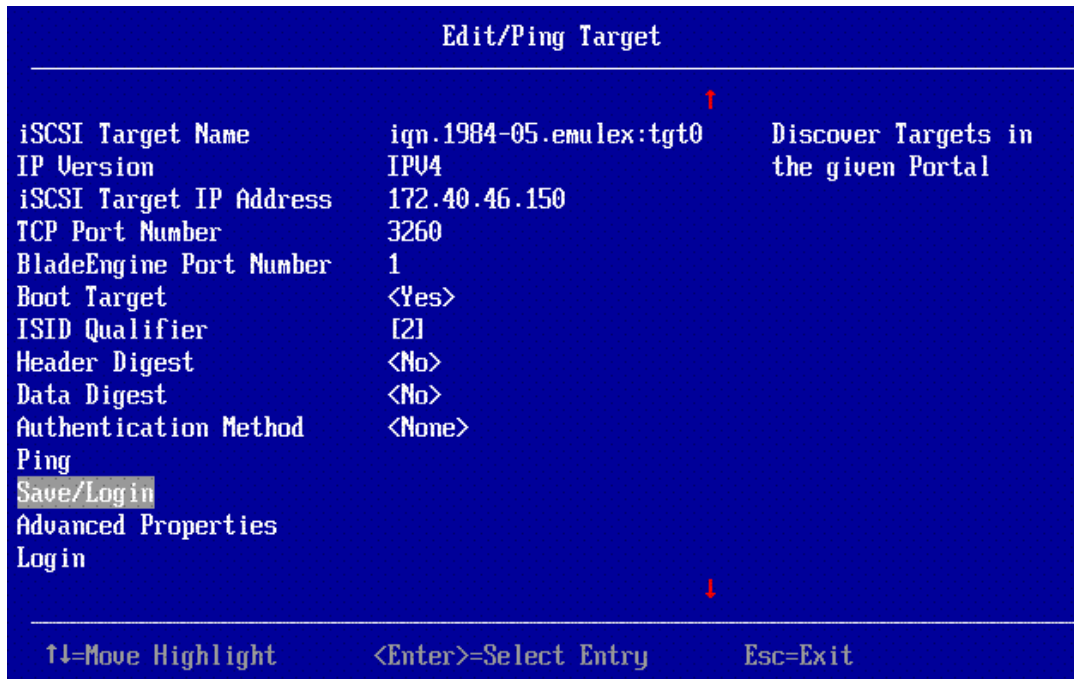 Edit/Ping Target
↑
iSCSI Target Name iqn.1984-05.emulex:tgt0 Discover Targets in
IP Version IPV4 the given Portal
iSCSI Target IP Address 172.40.46.150
TCP Port Number 3260
BladeEngine Port Number 1
Boot Target <Yes>
ISID Qualifier [2]
Header Digest <No>
Data Digest <No>
Authentication Method <None>
Ping
Save/Login
Advanced Properties
Login
↓
↑↓=Move Highlight <Enter>=Select Entry Esc=Exit